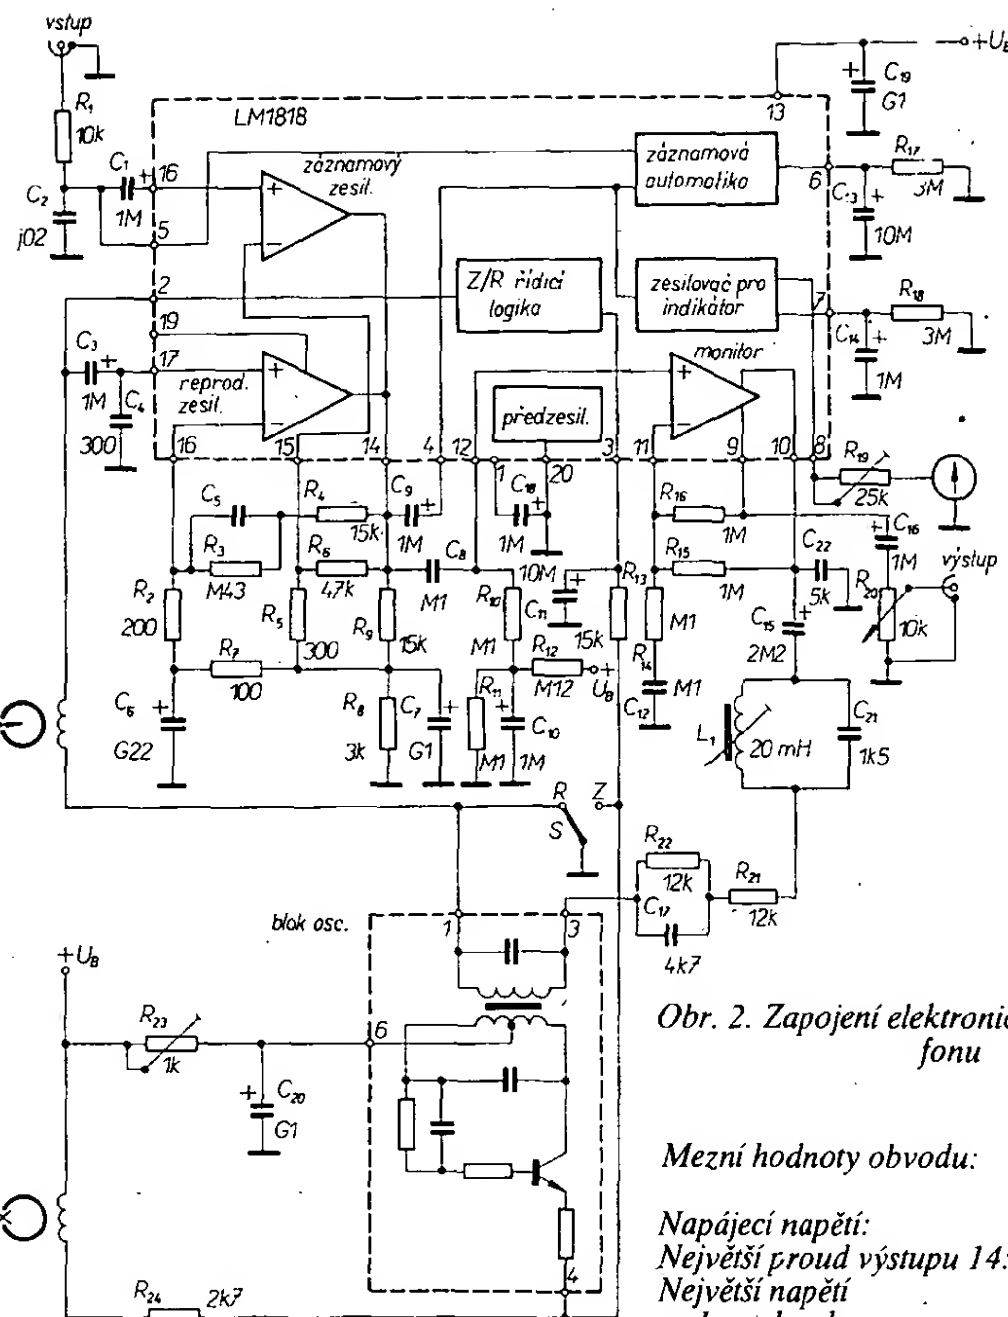 vstup
+U_B
R₁
10k
C₁
+
1M
C₂
j02
16
5
2
19
17
LM1818
záznamový
zesil.
+
−
záznamová
automatika
Z/R řídicí
logika
zesilovač pro
indikátor
13
+
C₁₉
G1
6
R₁₇
3M
C₁₃
+
10M
7
R₁₈
3M
C₁₄
+
1M
C₃
+
1M
C₄
300
reprod.
zesil.
+
−
předzesil.
monitor
+
−
16
15
14
4
12
1
20
3
11
9
10
8
R₁₉
25k
C₅
R₃
M43
R₄
15k
R₆
47k
C₉
+
1M
C₈
M1
C₁₈
+
1M
10M
C₁₁
+
15k
R₁₃
R₁₆
1M
R₁₅
1M
C₂₂
5k
+
C₁₆
1M
výstup
R₂₀
10k
R₂
200
R₅
300
R₇
100
R₉
15k
R₁₀
M1
R₁₂
M12
+
U_B
M1
R₁₄
M1
C₁₂
C₁₅
+
2M2
C₆
+
G22
R₈
3k
C₇
+
G1
R₁₁
M1
+
C₁₀
1M
L₁
20 mH
C₂₁
1k5
R
Z
S
R₂₂
12k
C₁₇
4k7
R₂₁
12k
blok osc.
1
3
+U_B
R₂₃
1k
6
+
C₂₀
G1
4
R₂₄
2k7
Obr. 2. Zapojení elektronic
fonu
Mezní hodnoty obvodu:
Napájecí napětí:
Největší proud výstupu 14:
Největší napětí